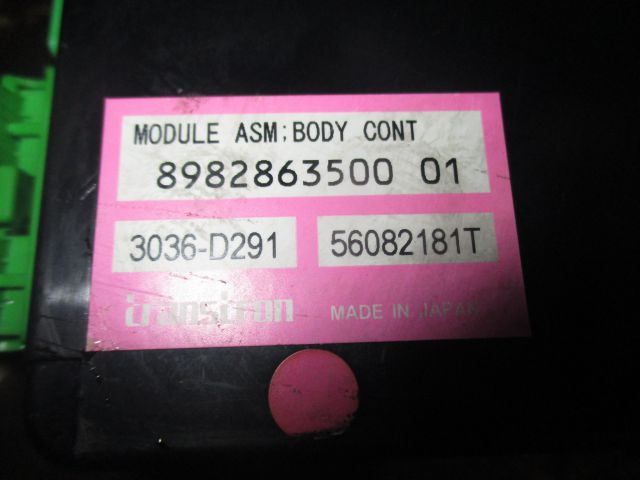 MODULE ASM;BODY CONT
8982863500 01
3036-D291 56082181T
transtron MADE IN JAPAN